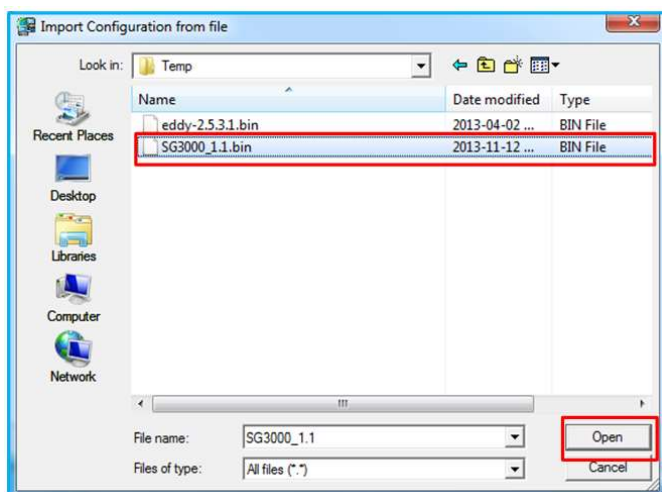 Import Configuration from file
Look in: Temp
Name Date modified Type
eddy-2.5.3.1.bin 2013-04-02 ... BIN File
SG3000_1.1.bin 2013-11-12 ... BIN File
Recent Places
Desktop
Libraries
Computer
Network
File name: SG3000_1.1 Open
Files of type: All files (*.*) Cancel